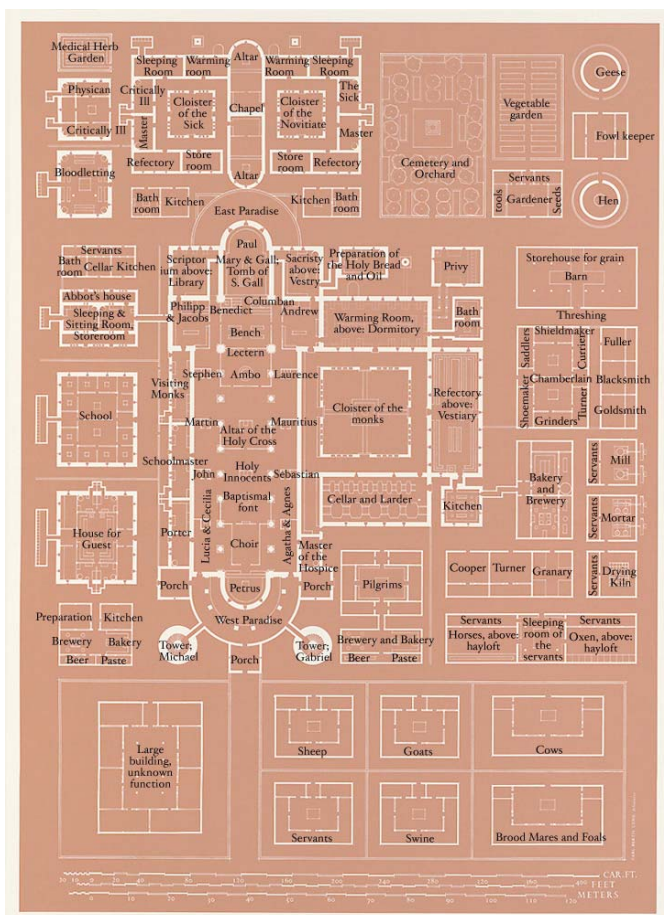 Medical Herb
Garden
Sleeping
Room
Warming
room
Altar
Warming
room
Sleeping
Room
Physican
Critically Ill
Critically
Ill
Master
Cloister
of the
Sick
Chapel
Cloister
of the
Novitiate
The
Sick
Master
Refectory
Store
room
Altar
Store
room
Refectory
Bloodletting
Bath
room
Kitchen
Kitchen
Bath
room
East Paradise
Cemetery and
Orchard
Vegetable
garden
Geese
Fowl keeper
Servants
tools
Gardener
Seeds
Hen
Servants
Bath
room
Cellar
Kitchen
Abbot's house
Sleeping &
Sitting Room,
Storeroom
Scriptor
ium above:
Library
Paul
Mary & Gall;
Tomb of
S. Gall
Sacristy
above:
Vestry
Preparation of
the Holy Bread
and Oil
Privy
Storehouse for grain
Barn
Threshing
Philipp
& Jacobs
Benedict
Columban
Andrew
Bench
Warming Room,
above: Dormitory
Bath
room
Lectern
Stephen
Ambo
Laurence
Visiting
Monks
School
Martin
Altar of the
Holy Cross
Mauritius
Cloister of the
monks
Refectory
above:
Vestiary
Saddlers
Shieldmaker
Currier
Fuller
Shoemaker
Chamberlain
Turner
Blacksmith
Grinders
Goldsmith
Schoolmaster
John
Holy
Innocents
Sebastian
Lucia & Cecilia
Baptismal
font
Agatha & Agnes
Cellar and Larder
Kitchen
Bakery
and
Brewery
Servants
Mill
Servants
Mortar
Servants
Drying
Kiln
House for
Guest
Porter
Choir
Master
of the
Hospice
Porch
Petrus
Porch
West Paradise
Tower;
Michael
Porch
Tower;
Gabriel
Pilgrims
Brewery and Bakery
Beer
Paste
Cooper
Turner
Granary
Preparation
Kitchen
Brewery
Bakery
Beer
Paste
Servants
Horses, above:
hayloft
Sleeping
room of
the
servants
Servants
Oxen, above:
hayloft
Large
building,
unknown
function
Sheep
Goats
Cows
Servants
Swine
Brood Mares and Foals
CAR. FT.
FEET
METERS